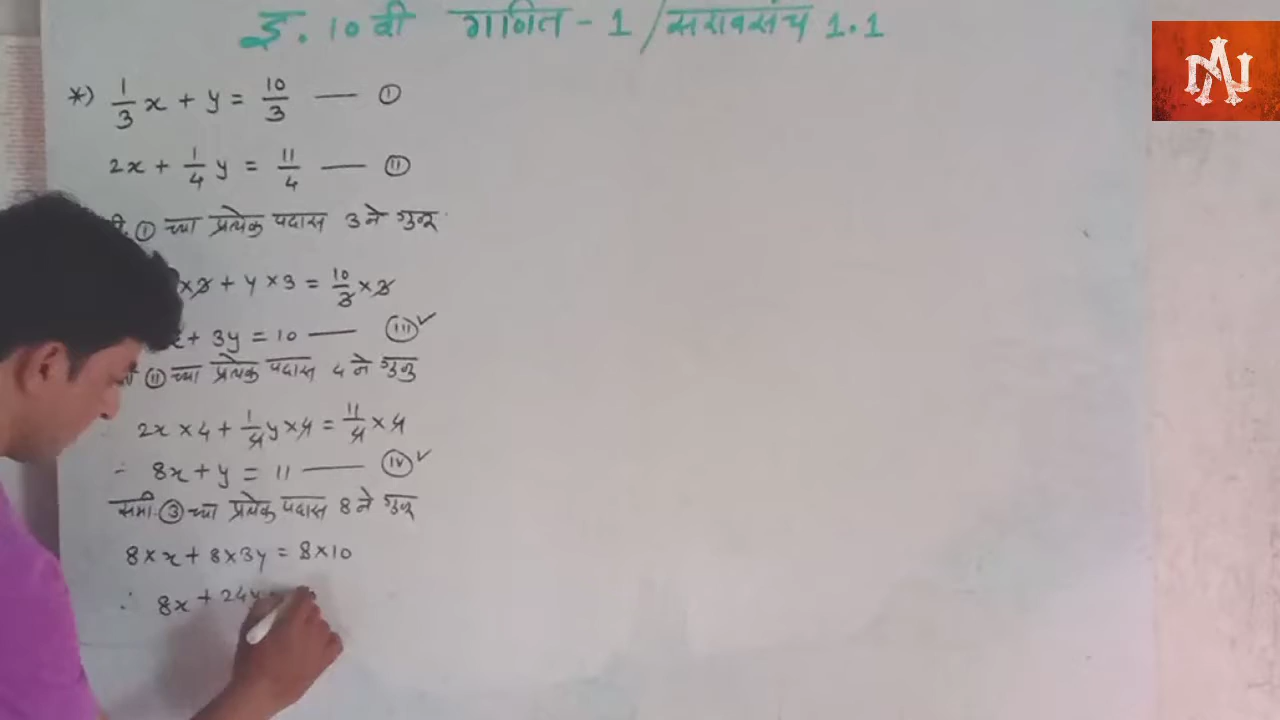 इ. 10 वी गणित - 1 / सरावसंच 1.1
*) 1/3 x + y = 10/3 — (I)
2x + 1/4 y = 11/4 — (II)
(I) च्या प्रत्येक पदास 3 ने गुणू
×3 + y × 3 = 10/3 × 3
+ 3y = 10 — (III) ✓
(II) च्या प्रत्येक पदास 4 ने गुणु
2x × 4 + 1/4 y × 4 = 11/4 × 4
∴ 8x + y = 11 — (IV) ✓
समी. (3) च्या प्रत्येक पदास 8 ने गुणू
8 × x + 8 × 3y = 8 × 10
∴ 8x + 24y